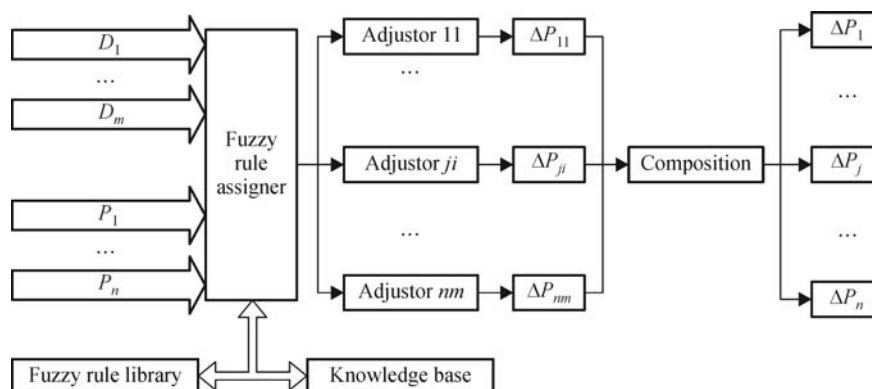 D₁
...
Dₘ
P₁
...
Pₙ
Fuzzy
rule
assigner
Fuzzy rule library
Knowledge base
Adjustor 11
...
Adjustor ji
...
Adjustor nm
ΔP₁₁
ΔPⱼᵢ
ΔPₙₘ
Composition
ΔP₁
...
ΔPⱼ
...
ΔPₙ